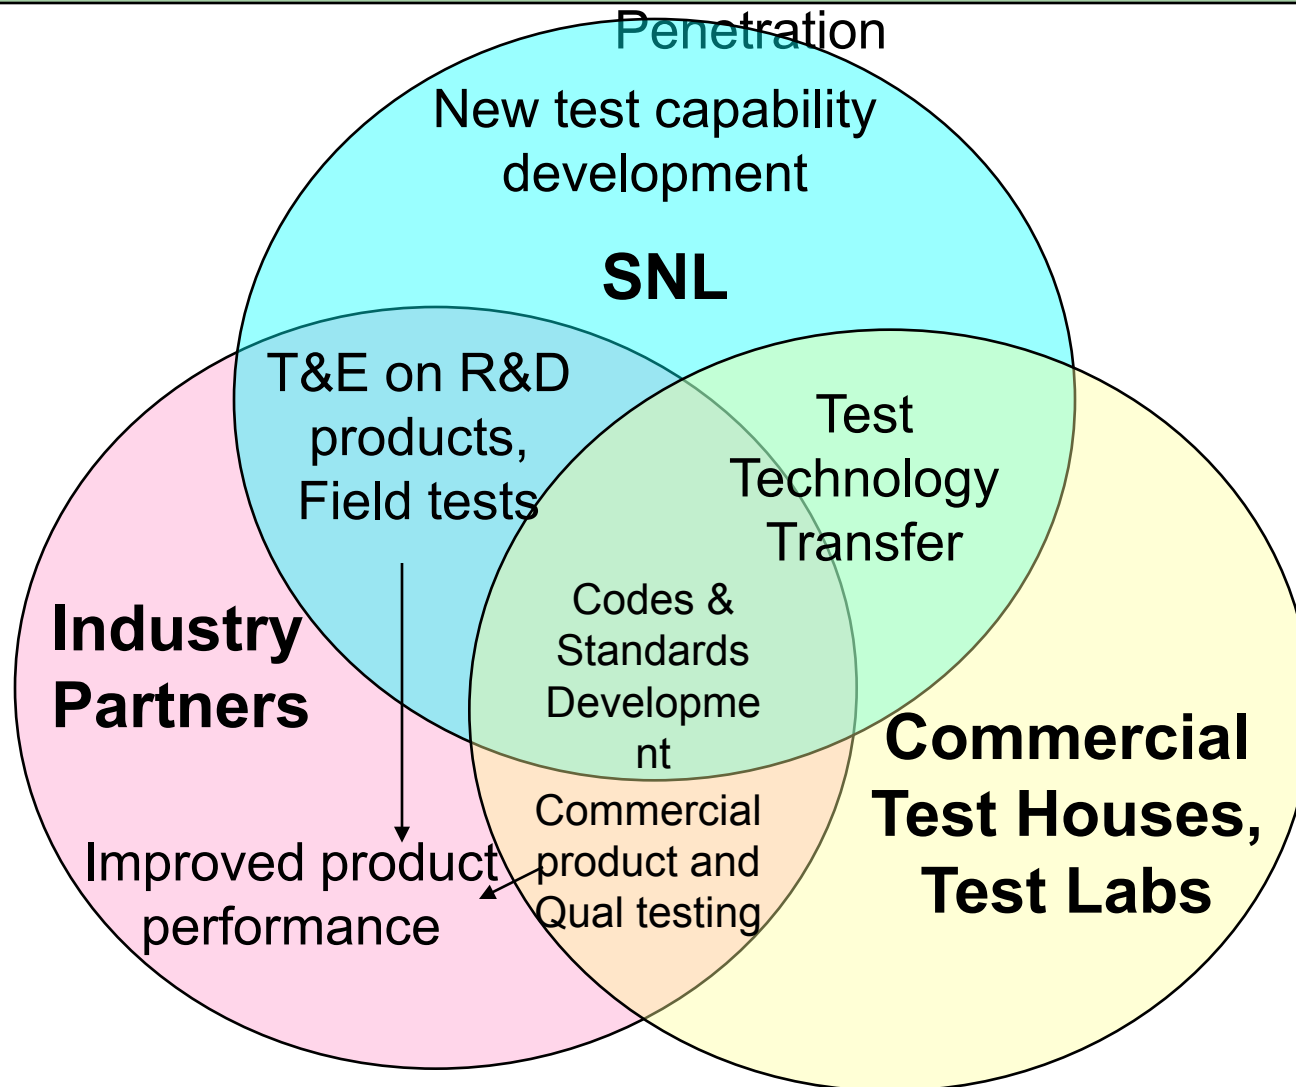 Penetration
New test capability
development
SNL
T&E on R&D
products,
Field tests
Test
Technology
Transfer
Codes &
Standards
Developme
nt
Industry
Partners
Commercial
Test Houses,
Test Labs
Commercial
product and
Qual testing
Improved product
performance